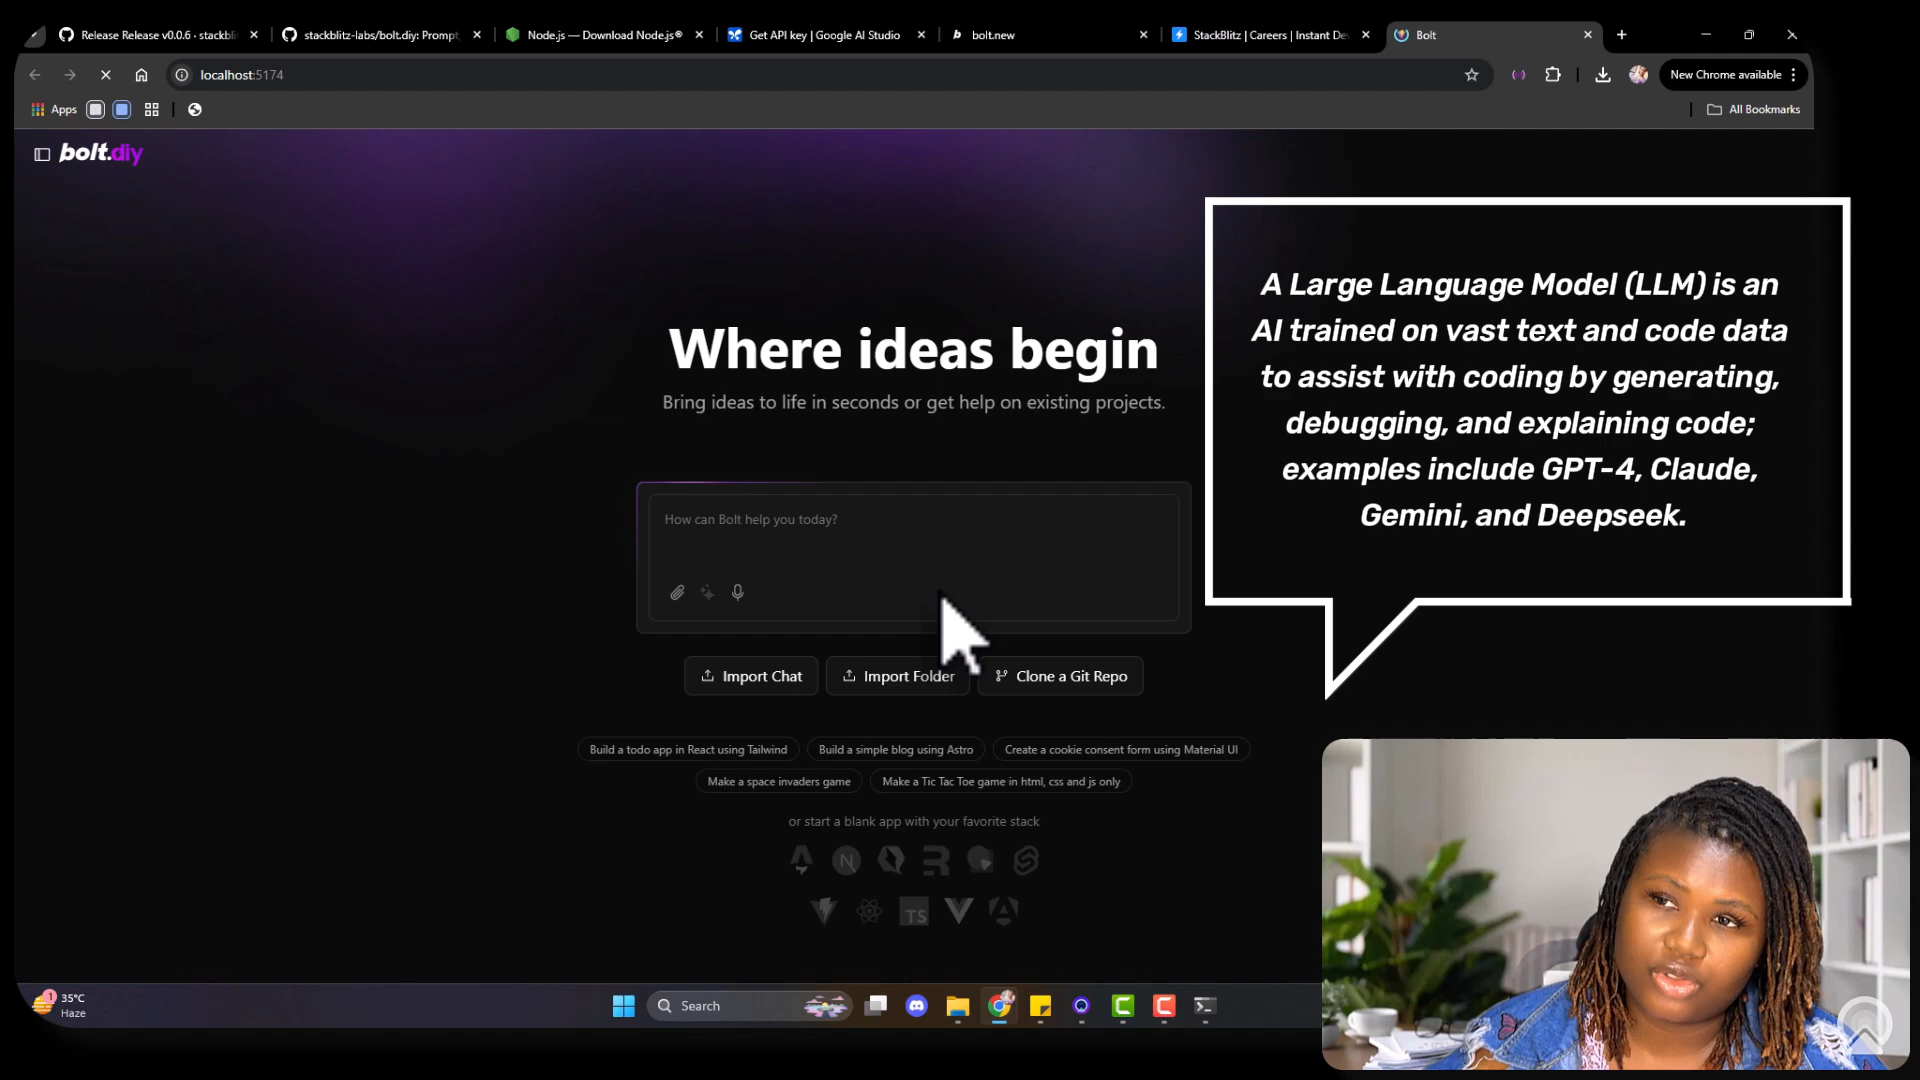 Release Release v0.0.6 · stackbli
stackblitz-labs/bolt.diy: Prompt,
Node.js — Download Node.js®
Get API key | Google AI Studio
bolt.new
StackBlitz | Careers | Instant De
Bolt
localhost:5174
New Chrome available
Apps
All Bookmarks
bolt.diy
A Large Language Model (LLM) is an
AI trained on vast text and code data
to assist with coding by generating,
debugging, and explaining code;
examples include GPT-4, Claude,
Gemini, and Deepseek.
Where ideas begin
Bring ideas to life in seconds or get help on existing projects.
How can Bolt help you today?
Import Chat
Import Folder
Clone a Git Repo
Build a todo app in React using Tailwind
Build a simple blog using Astro
Create a cookie consent form using Material UI
Make a space invaders game
Make a Tic Tac Toe game in html, css and js only
or start a blank app with your favorite stack
N
TS
1
35°C
Haze
Search